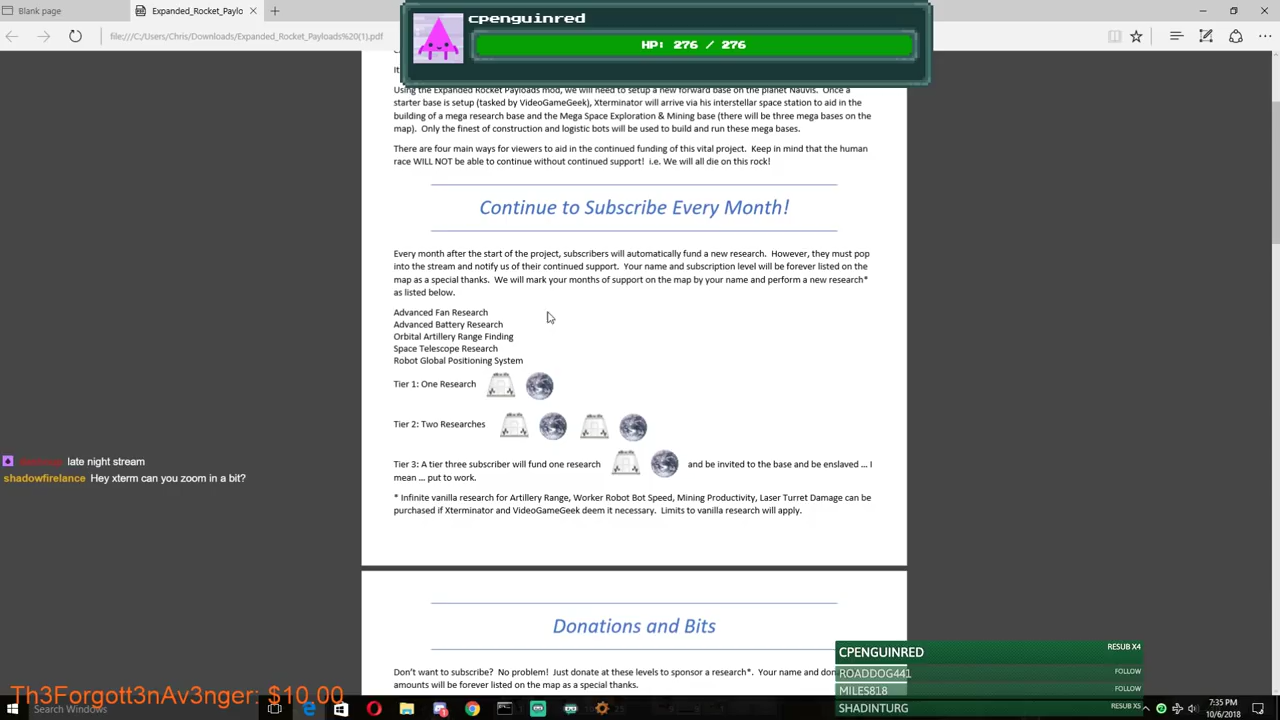 Blank page
Expanded_Rocket_Paylo
cpenguinred
HP: 276 / 276
file:///C:/Users/Chris/Downloads/Expanded_Rocket_Payloads%20(1).pdf
Using the Expanded Rocket Payloads mod, we will need to setup a new forward base on the planet Nauvis. Once a
starter base is setup (tasked by VideoGameGeek), Xterminator will arrive via his interstellar space station to aid in the
building of a mega research base and the Mega Space Exploration & Mining base (there will be three mega bases on the
map). Only the finest of construction and logistic bots will be used to build and run these mega bases.
There are four main ways for viewers to aid in the continued funding of this vital project. Keep in mind that the human
race WILL NOT be able to continue without continued support! i.e. We will all die on this rock!
Continue to Subscribe Every Month!
Every month after the start of the project, subscribers will automatically fund a new research. However, they must pop
into the stream and notify us of their continued support. Your name and subscription level will be forever listed on the
map as a special thanks. We will mark your months of support on the map by your name and perform a new research*
as listed below.
Advanced Fan Research
Advanced Battery Research
Orbital Artillery Range Finding
Space Telescope Research
Robot Global Positioning System
Tier 1: One Research
Tier 2: Two Researches
Tier 3: A tier three subscriber will fund one research and be invited to the base and be enslaved … I
mean … put to work.
late night stream
shadowfirelance Hey xterm can you zoom in a bit?
* Infinite vanilla research for Artillery Range, Worker Robot Bot Speed, Mining Productivity, Laser Turret Damage can be
purchased if Xterminator and VideoGameGeek deem it necessary. Limits to vanilla research will apply.
Donations and Bits
Don't want to subscribe? No problem! Just donate at these levels to sponsor a research*. Your name and don
amounts will be forever listed on the map as a special thanks.
CPENGUINRED RESUB X4
ROADDOG441 FOLLOW
MILES818 FOLLOW
SHADINTURG RESUB X5
Th3Forgott3nAv3nger: $10.00
Search Windows
7:35 PM
10/6/2018